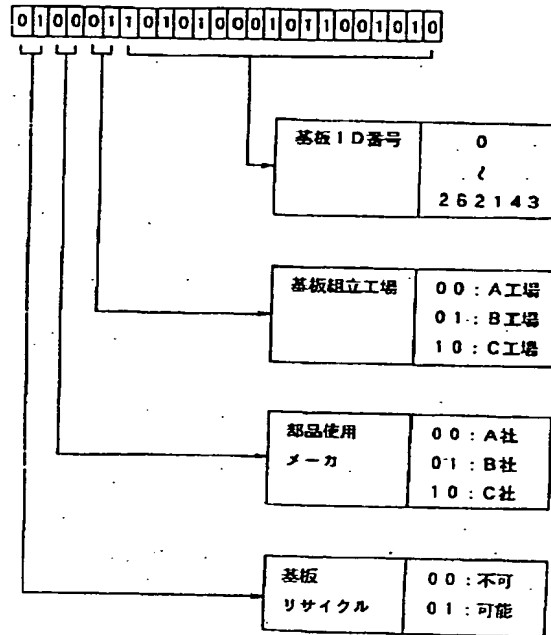 010001101010001011001010
基板ID番号 0
～
262143
基板組立工場 00:A工場
01:B工場
10:C工場
部品使用 00:A社
メーカ 01:B社
10:C社
基板 00:不可
リサイクル 01:可能